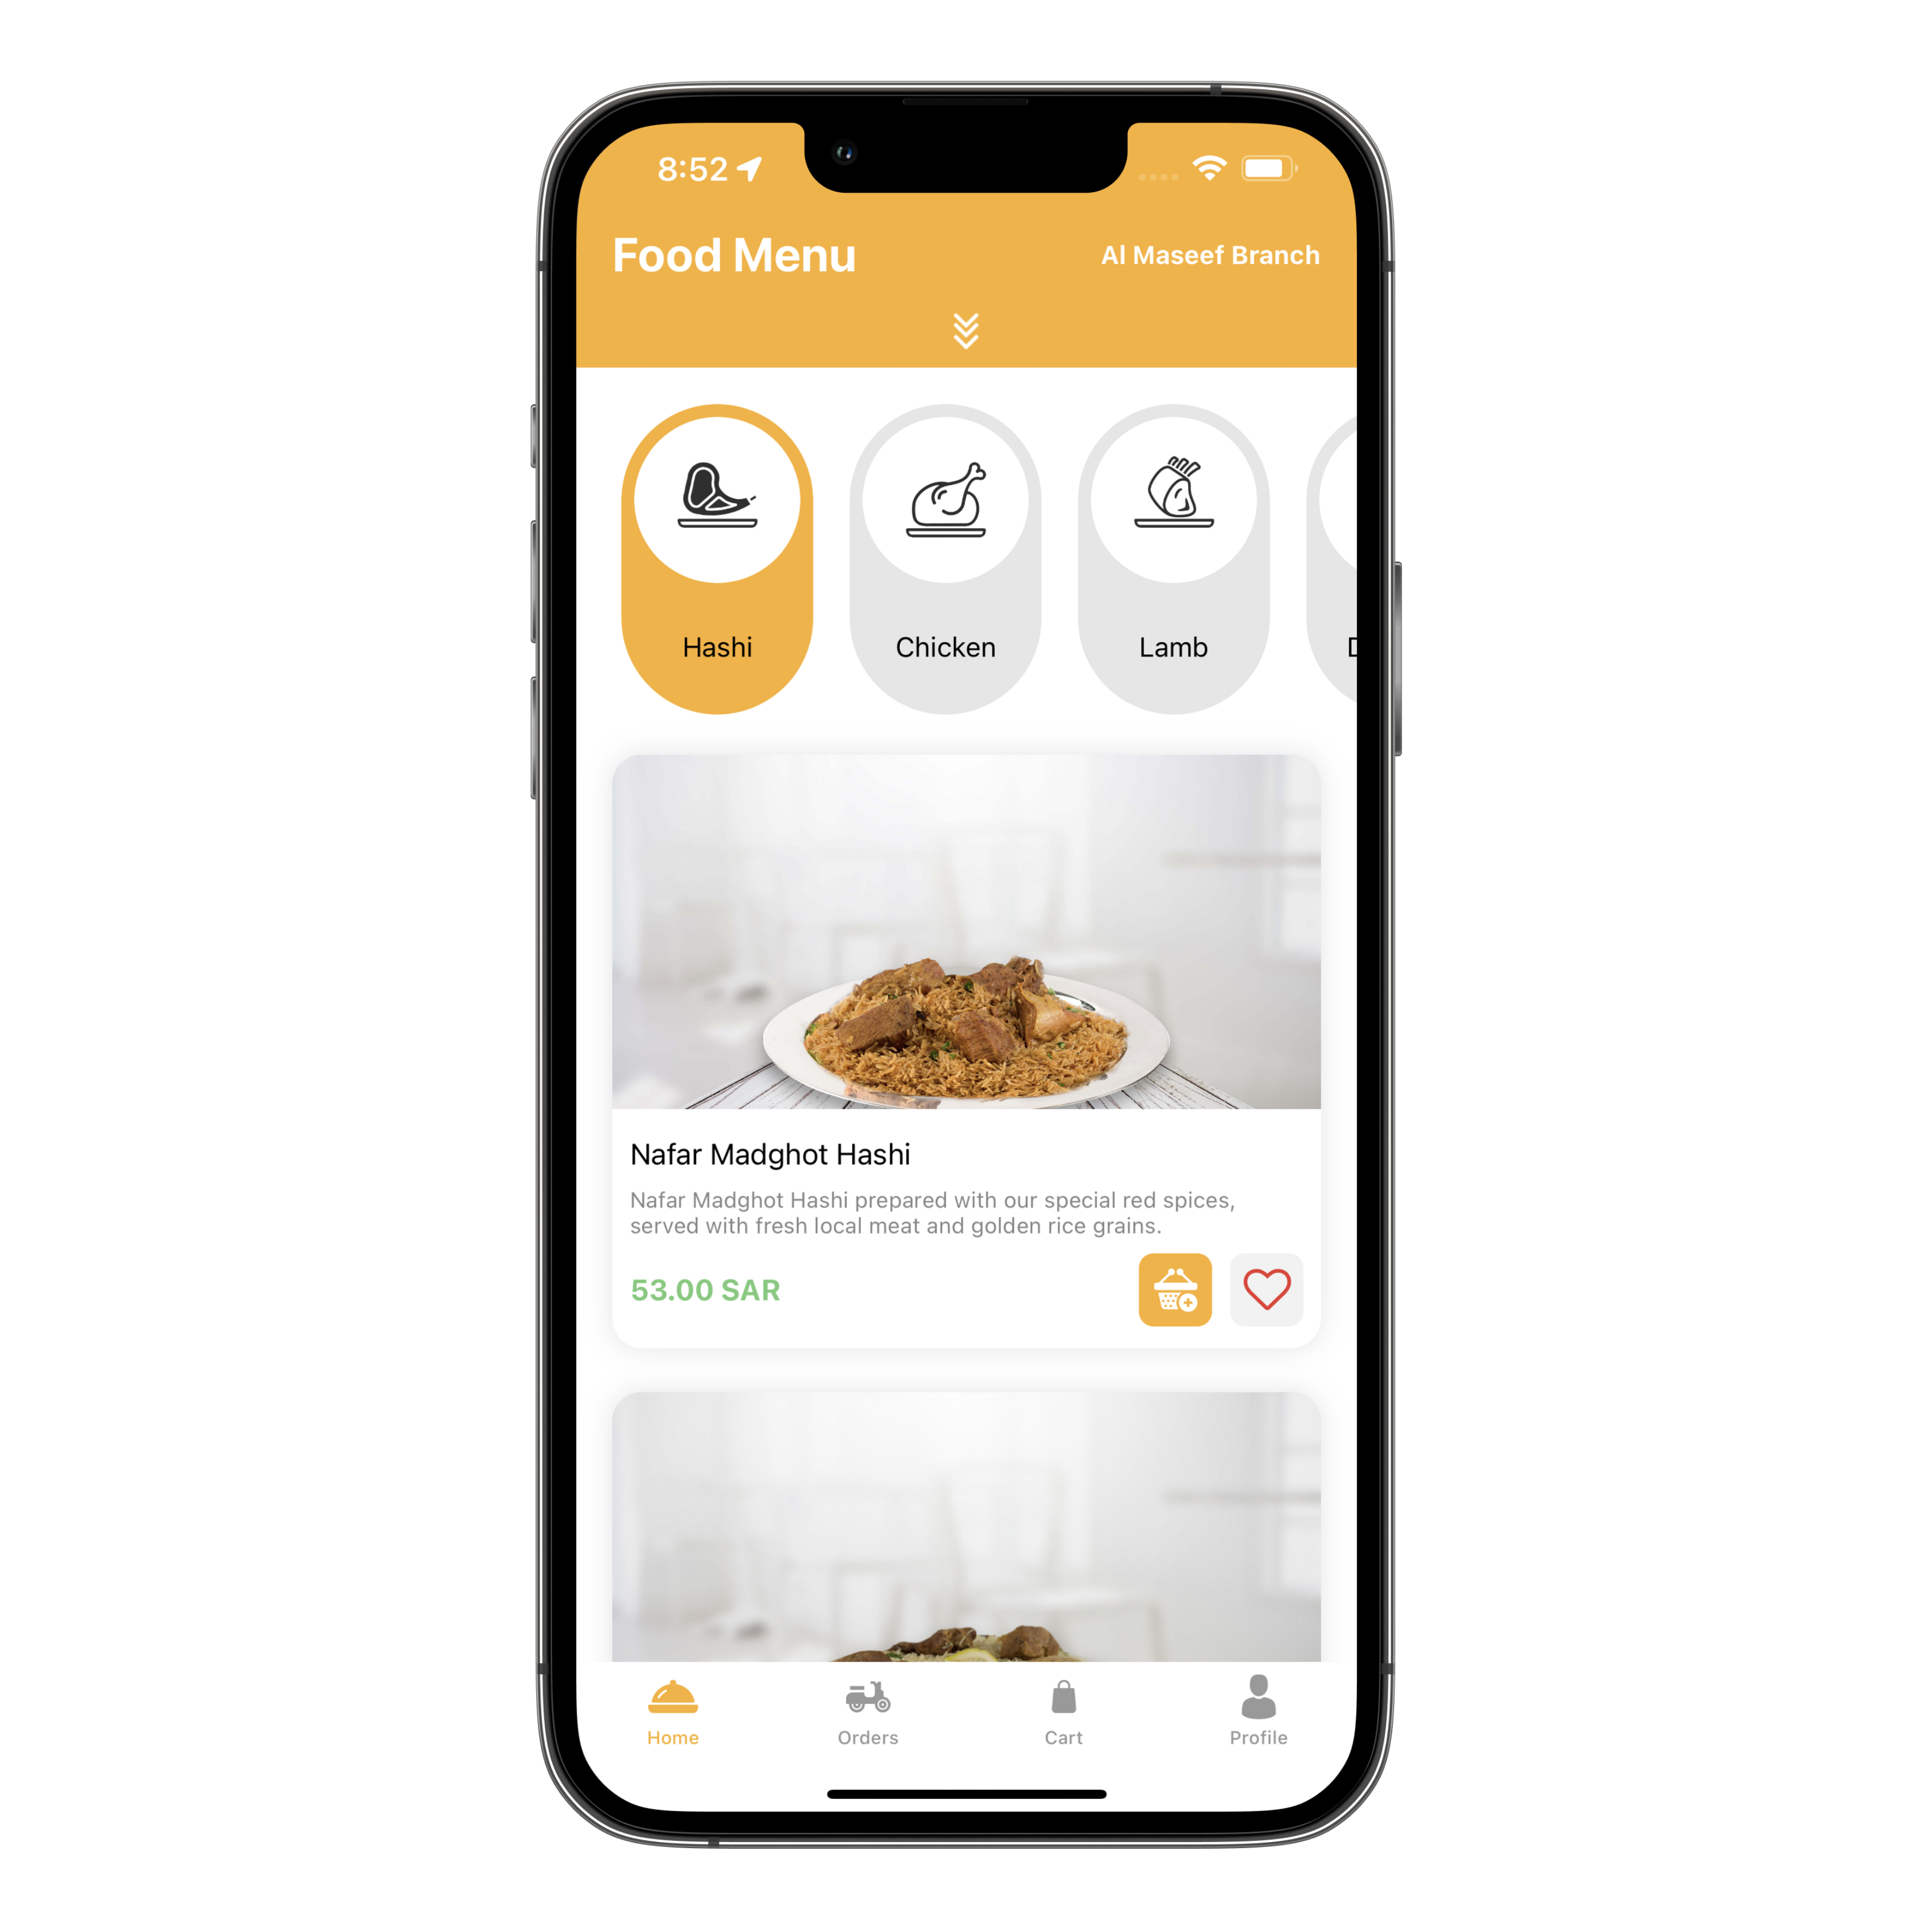 8:52
Food Menu
Al Maseef Branch
Hashi
Chicken
Lamb
Nafar Madghot Hashi
Nafar Madghot Hashi prepared with our special red spices,
served with fresh local meat and golden rice grains.
53.00 SAR
Home
Orders
Cart
Profile